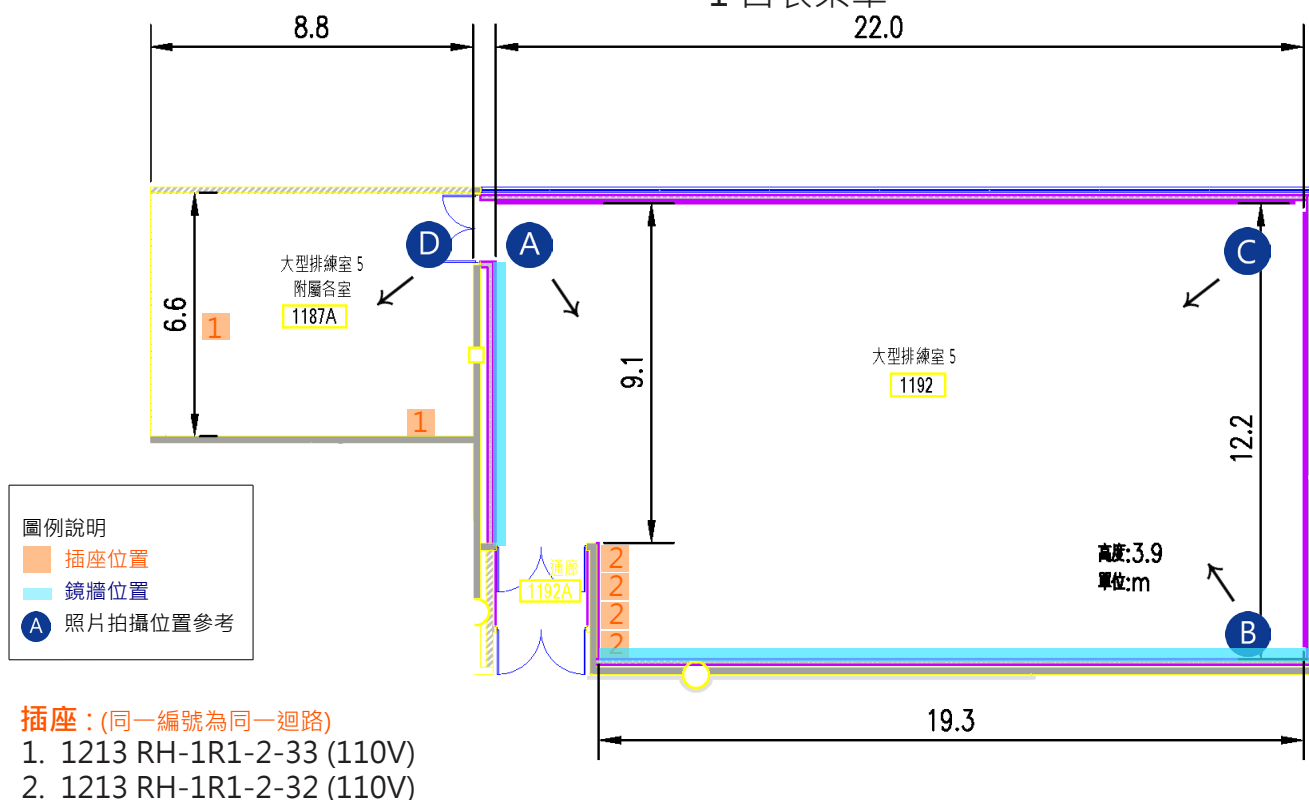 8.8
22.0
D
A
C
大型排練室 5
附屬各室
1187A
6.6
1
9.1
大型排練室 5
1192
12.2
1
圖例說明
插座位置
鏡牆位置
A 照片拍攝位置參考
通廊
1192A
2
2
2
2
高度:3.9
單位:m
B
19.3
插座：(同一編號為同一迴路)
1. 1213 RH-1R1-2-33 (110V)
2. 1213 RH-1R1-2-32 (110V)